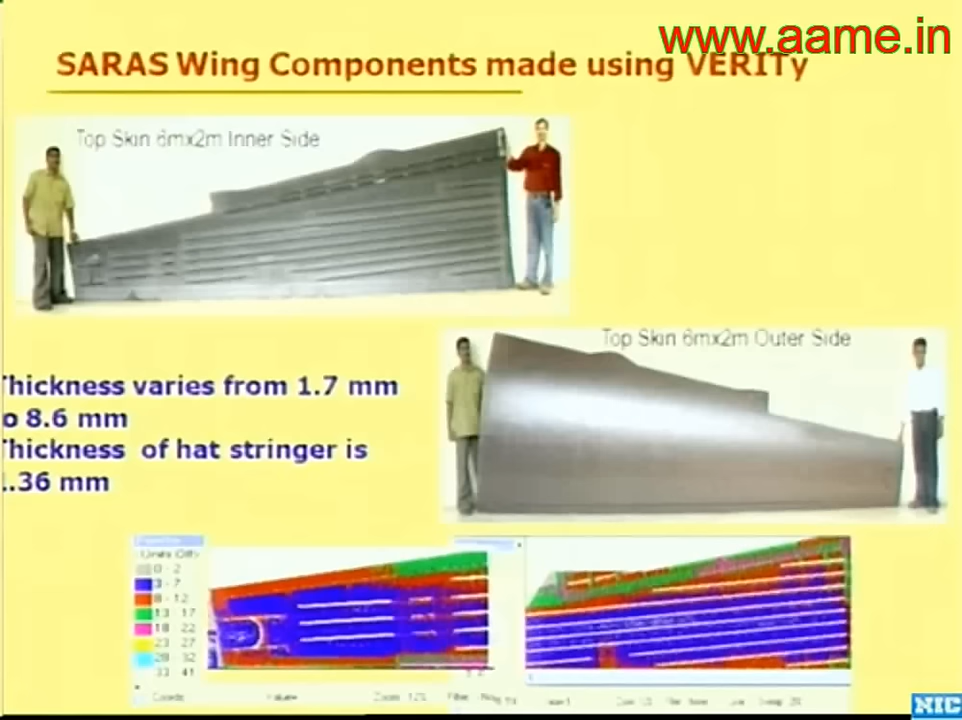 www.aame.in
SARAS Wing Components made using VERITy
Top Skin 6mx2m Inner Side
Top Skin 6mx2m Outer Side
Thickness varies from 1.7 mm
to 8.6 mm
Thickness of hat stringer is
.36 mm
0 - 2
3 - 7
8 - 12
13 - 17
18 - 22
23 - 27
28 - 32
33 - 41
NIC